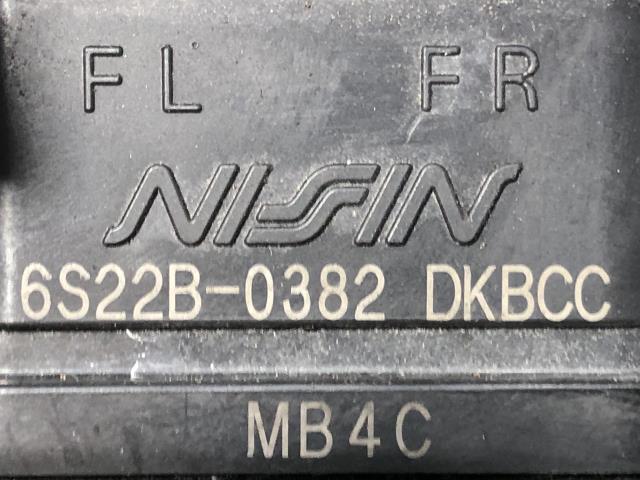 FL FR
NISSIN
6S22B-0382 DKBCC
MB4C